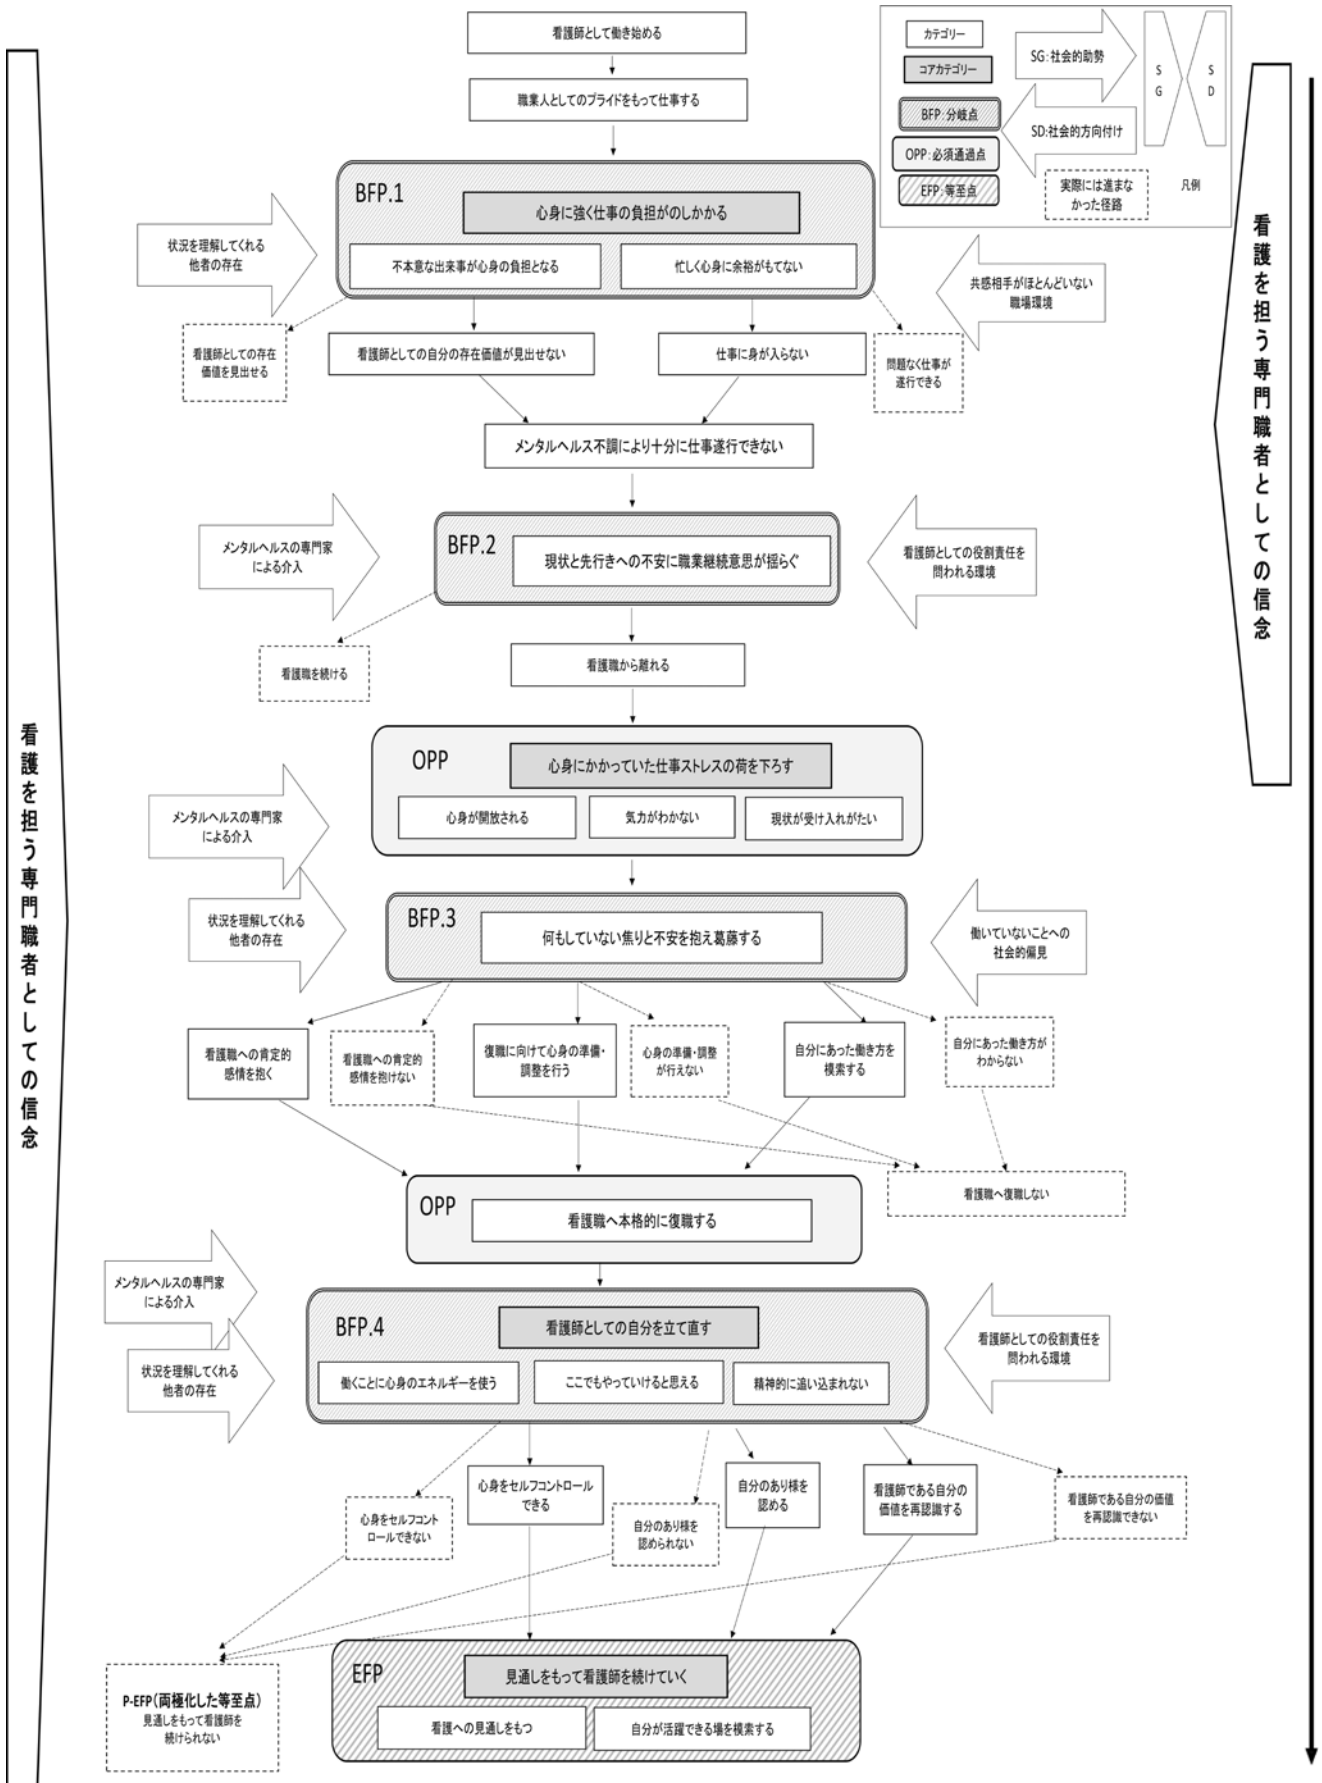 看護師として働き始める
職業人としてのプライドをもって仕事する
カテゴリー
コアカテゴリー
BFP：分岐点
OPP：必須通過点
EFP：等至点
SG：社会的助勢
SD:社会的方向付け
実際には進まな
かった径路
S
G
S
D
凡例
BFP.1
心身に強く仕事の負担がのしかかる
不本意な出来事が心身の負担となる
忙しく心身に余裕がもてない
状況を理解してくれる
他者の存在
共感相手がほとんどいない
職場環境
看護師としての存在
価値を見出せる
看護師としての自分の存在価値が見出せない
仕事に身が入らない
問題なく仕事が
遂行できる
メンタルヘルス不調により十分に仕事遂行できない
メンタルヘルスの専門家
による介入
BFP.2
現状と先行きへの不安に職業継続意思が揺らぐ
看護師としての役割責任を
問われる環境
看護職を続ける
看護職から離れる
OPP
心身にかかっていた仕事ストレスの荷を下ろす
心身が開放される
気力がわかない
現状が受け入れがたい
メンタルヘルスの専門家
による介入
状況を理解してくれる
他者の存在
BFP.3
何もしていない焦りと不安を抱え葛藤する
働いていないことへの
社会的偏見
看護職への肯定的
感情を抱く
看護職への肯定的
感情を抱けない
復職に向けて心身の準備・
調整を行う
心身の準備・調整
が行えない
自分にあった働き方を
模索する
自分にあった働き方が
わからない
看護職へ復職しない
OPP
看護職へ本格的に復職する
メンタルヘルスの専門家
による介入
状況を理解してくれる
他者の存在
BFP.4
看護師としての自分を立て直す
働くことに心身のエネルギーを使う
ここでもやっていけると思える
精神的に追い込まれない
看護師としての役割責任を
問われる環境
心身をセルフコント
ロールできない
心身をセルフコントロール
できる
自分のあり様を
認められない
自分のあり様を
認める
看護師である自分の
価値を再認識する
看護師である自分の価値
を再認識できない
P-EFP(両極化した等至点)
見通しをもって看護師を
続けられない
EFP
見通しをもって看護師を続けていく
看護への見通しをもつ
自分が活躍できる場を模索する
看護を担う専門職者としての信念
看護を担う専門職者としての信念